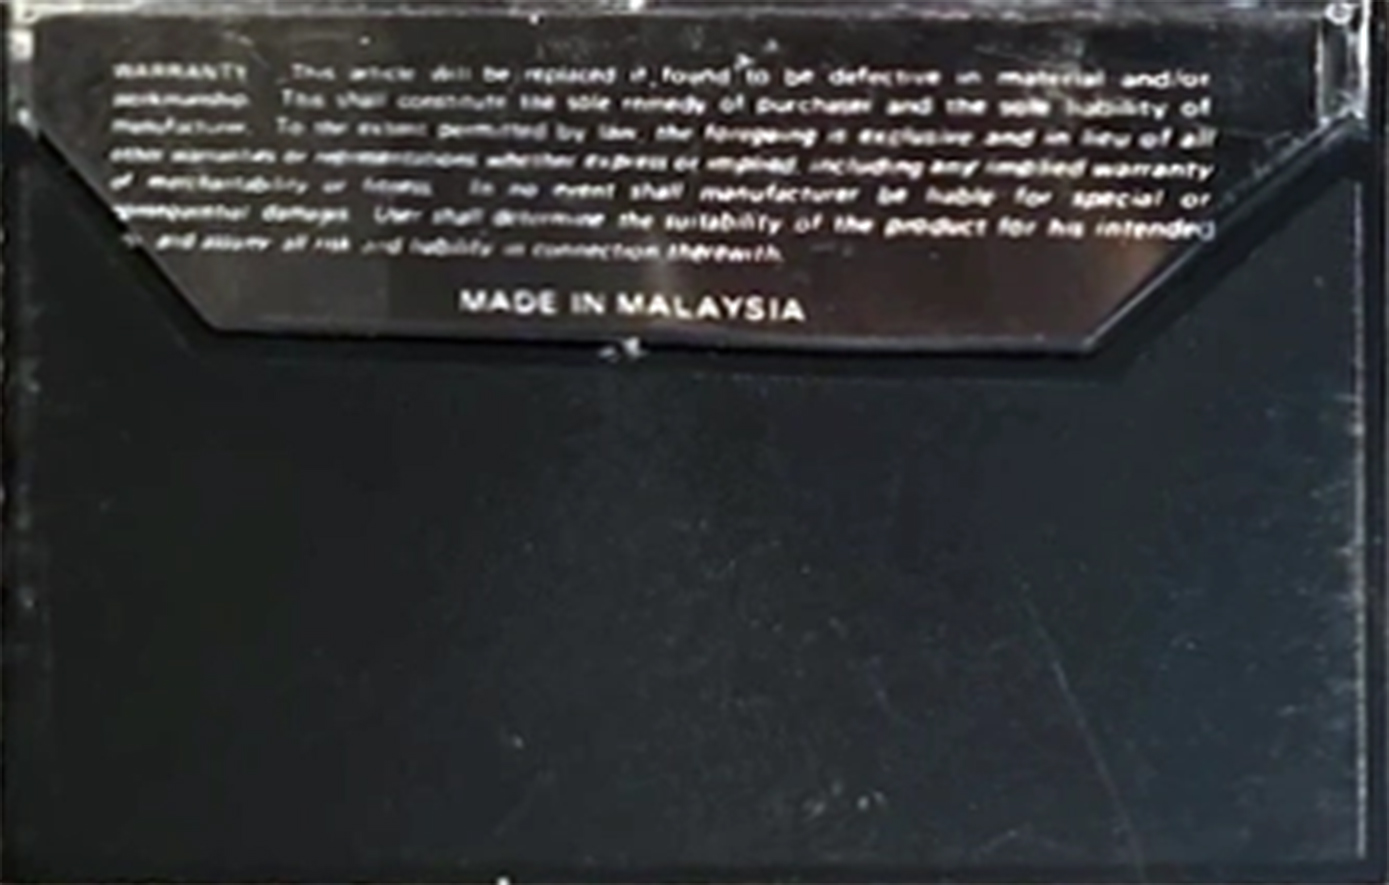 WARRANTY This article will be replaced if found to be defective in material and/or
workmanship. This shall constitute the sole remedy of purchaser and the sole liability of
manufacturer. To the extent permitted by law, the foregoing is exclusive and in lieu of all
other warranties or representations whether express or implied, including any implied warranty
of merchantability or fitness. In no event shall manufacturer be liable for special or
consequential damages. User shall determine the suitability of the product for his intended
and assume all risk and liability in connection therewith.
MADE IN MALAYSIA